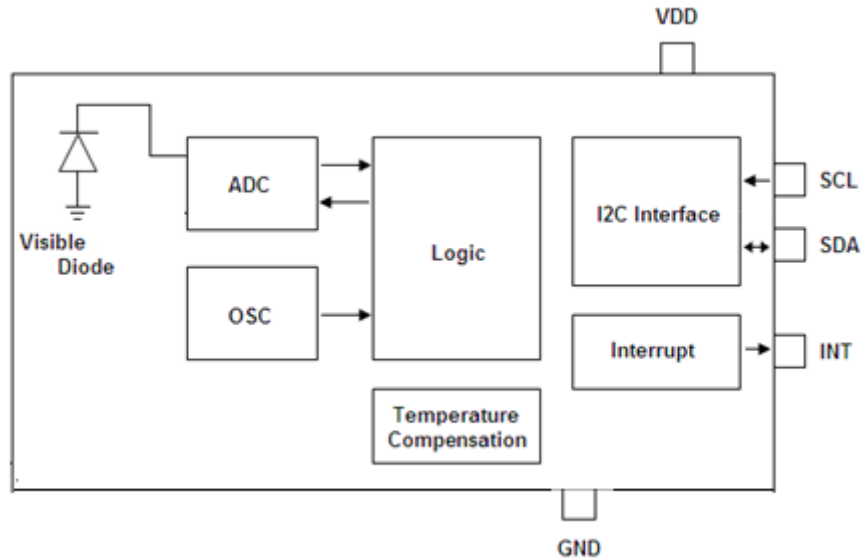 VDD
ADC
Logic
I2C Interface
SCL
SDA
Visible
Diode
OSC
Interrupt
INT
Temperature
Compensation
GND